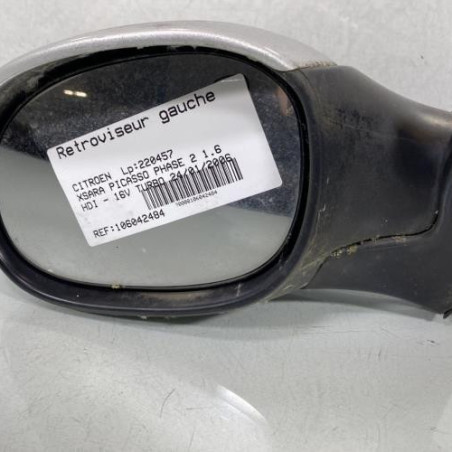 Retroviseur gauche
CITROEN Lp:220457
XSARA PICASSO PHASE 2 1.6
HDI - 16V TURBO 24/01/2006
T0000106042484
REF:106042484